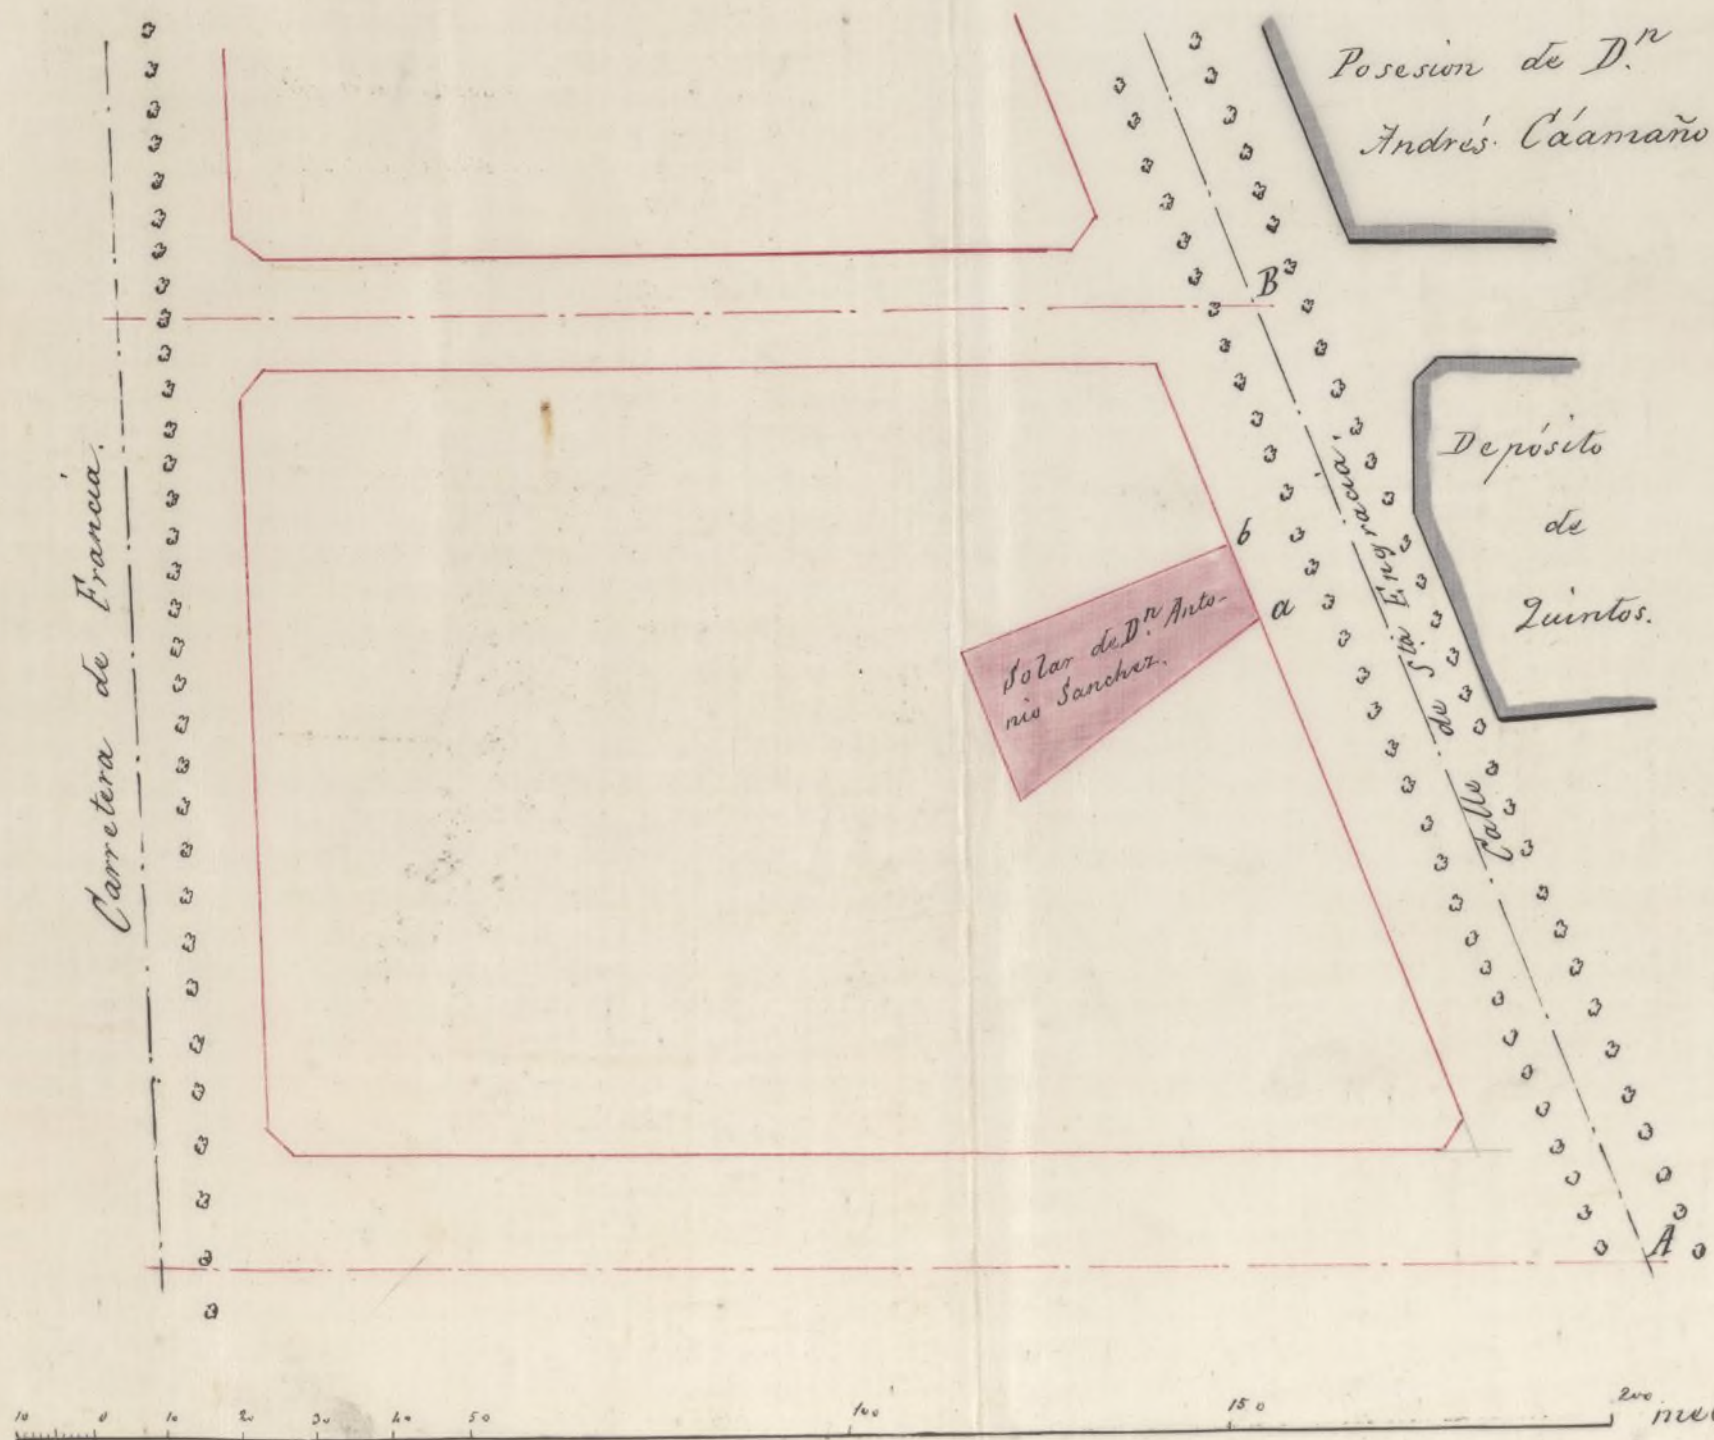 Posesion de D.n
Andrés Cáamaño
B
Depósito
de
Quintos.
Carretera de Francia.
Calle de Sta Engracia.
b
a
Solar de D.n Anto-
nio Sanchez.
A
10 0 10 20 30 40 50 100 150 200